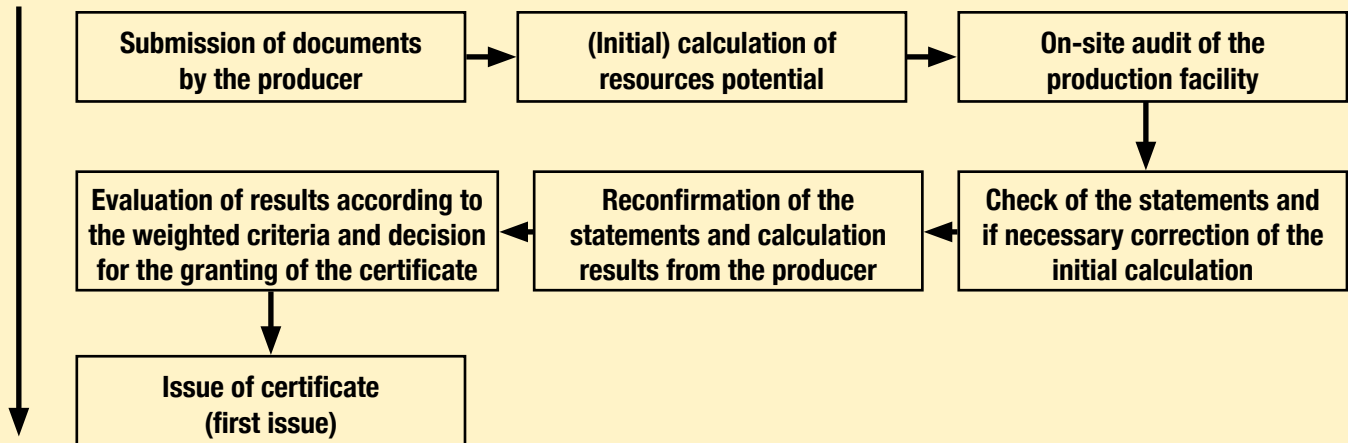 Submission of documents
by the producer
(Initial) calculation of
resources potential
On-site audit of the
production facility
Check of the statements and
if necessary correction of the
initial calculation
Reconfirmation of the
statements and calculation
results from the producer
Evaluation of results according to
the weighted criteria and decision
for the granting of the certificate
Issue of certificate
(first issue)